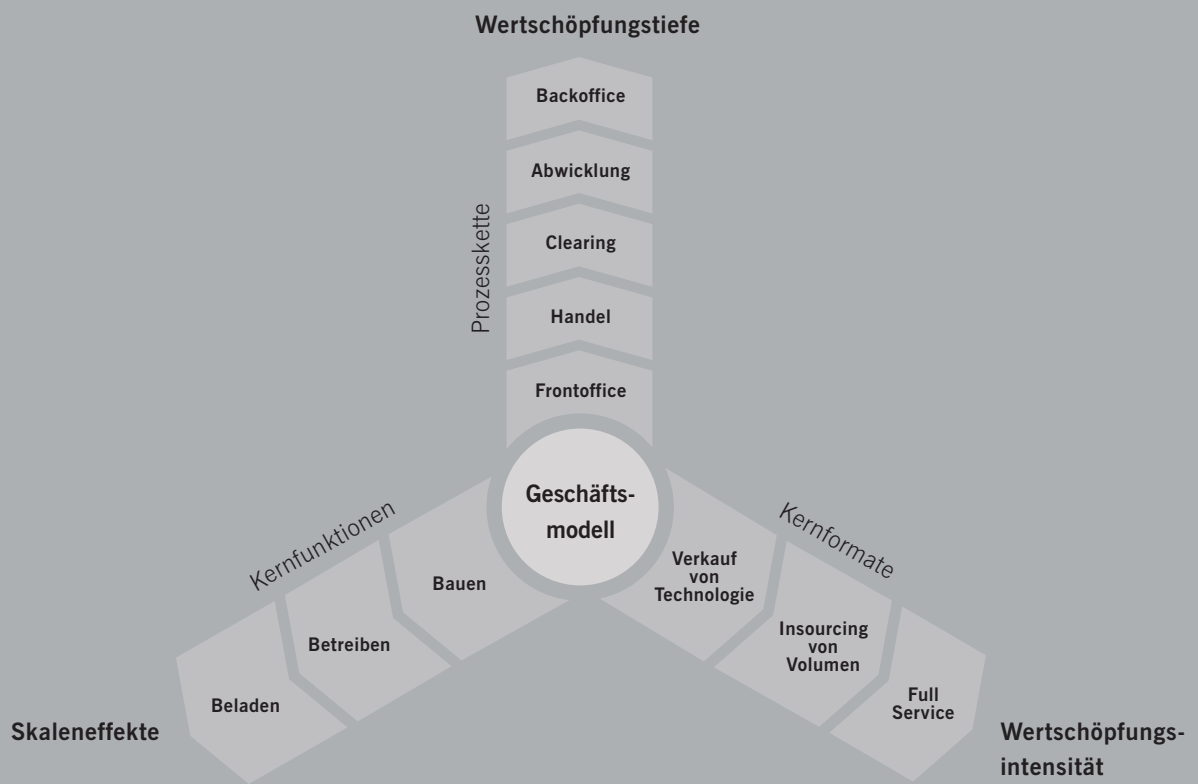 Wertschöpfungstiefe
Backoffice
Abwicklung
Clearing
Handel
Frontoffice
Prozesskette
Geschäfts-
modell
Kernfunktionen
Bauen
Betreiben
Beladen
Skaleneffekte
Kernformate
Verkauf
von
Technologie
Insourcing
von
Volumen
Full
Service
Wertschöpfungs-
intensität